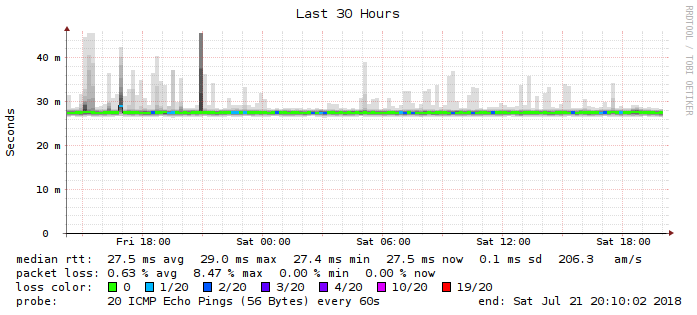 Last 30 Hours
RRDTOOL / TOBI OETIKER
Seconds
40 m
30 m
20 m
10 m
0
Fri 18:00 Sat 00:00 Sat 06:00 Sat 12:00 Sat 18:00
median rtt: 27.5 ms avg 29.0 ms max 27.4 ms min 27.5 ms now 0.1 ms sd 206.3 am/s
packet loss: 0.63 % avg 8.47 % max 0.00 % min 0.00 % now
loss color: 0 1/20 2/20 3/20 4/20 10/20 19/20
probe: 20 ICMP Echo Pings (56 Bytes) every 60s end: Sat Jul 21 20:10:02 2018